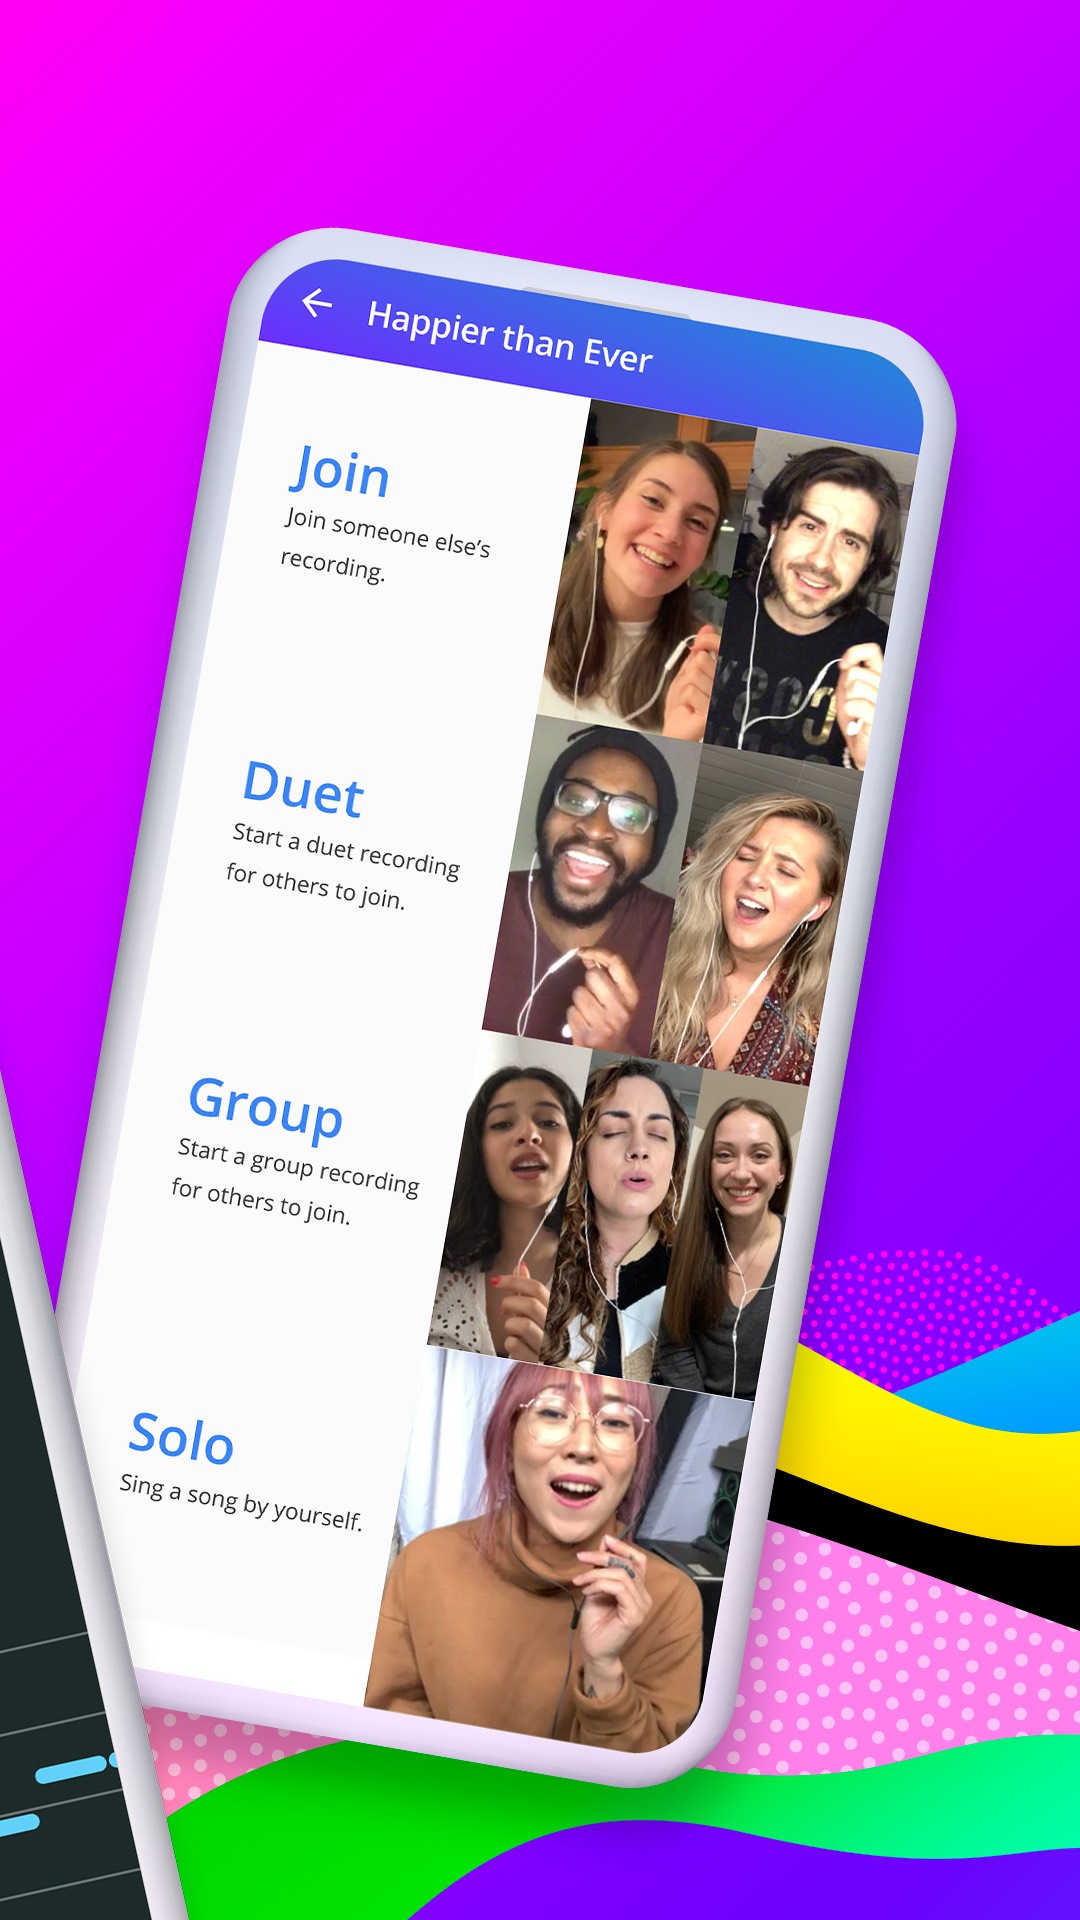 Happier than Ever
Join
Join someone else’s
recording.
Duet
Start a duet recording
for others to join.
Group
Start a group recording
for others to join.
Solo
Sing a song by yourself.